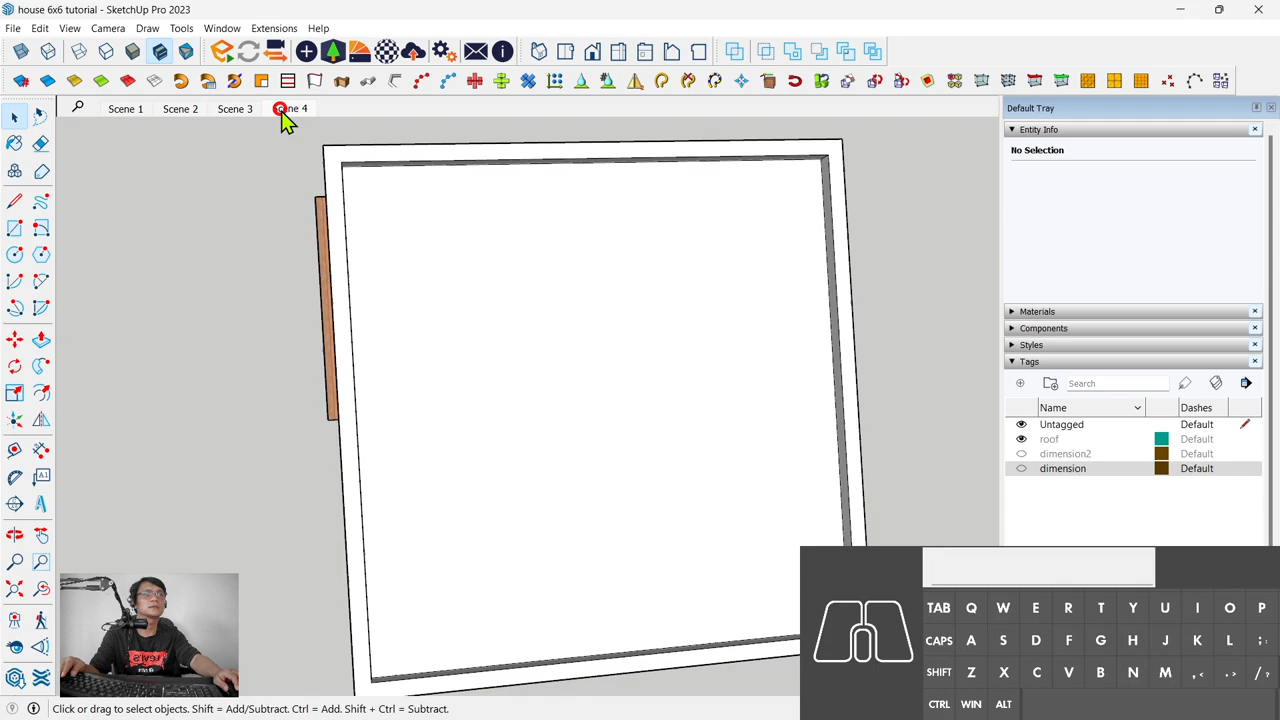 house 6x6 tutorial - SketchUp Pro 2023
File Edit View Camera Draw Tools Window Extensions Help
Scene 1 Scene 2 Scene 3 ne 4
Default Tray
Entity Info
No Selection
Materials
Components
Styles
Tags
Search
Name Dashes
Untagged Default
roof Default
dimension2 Default
dimension Default
TAB Q W E R T Y U I O P
CAPS A S D F G H J K L ; :
SHIFT Z X C V B N M , < . > / ?
CTRL WIN ALT
Click or drag to select objects. Shift = Add/Subtract. Ctrl = Add. Shift + Ctrl = Subtract.